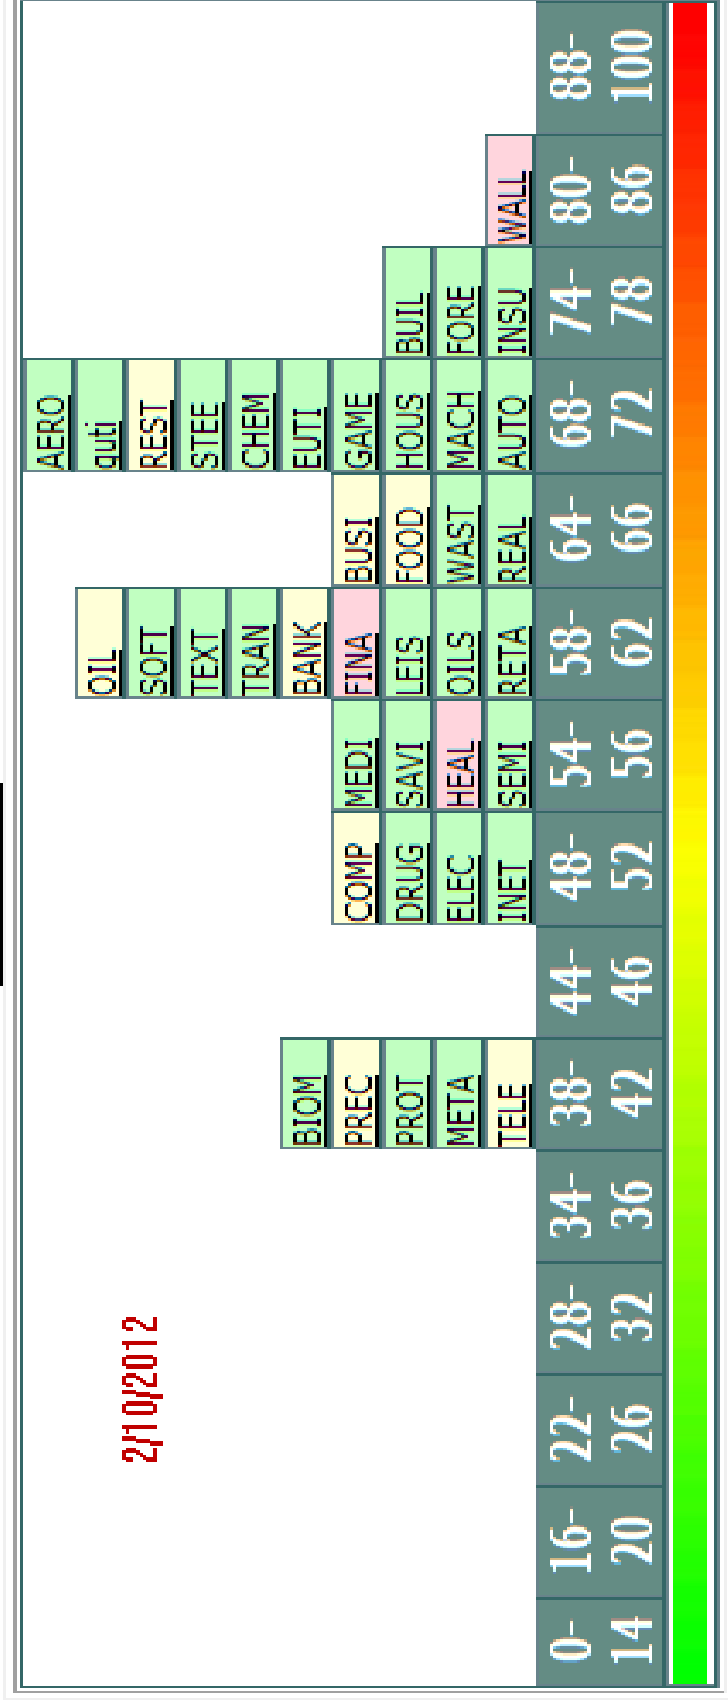 AERO
OIL quti
2/10/2012 SOFT REST
TEXT STEE
TRAN CHEM
BIOM BANK EUTI
PREC COMP MEDI FINA BUSI GAME
PROT DRUG SAVI LEIS FOOD HOUS BUIL
META ELEC HEAL OILS WAST MACH FORE
TELE INET SEMI RETA REAL AUTO INSU WALL
0- 16- 22- 28- 34- 38- 44- 48- 54- 58- 64- 68- 74- 80- 88-
14 20 26 32 36 42 46 52 56 62 66 72 78 86 100